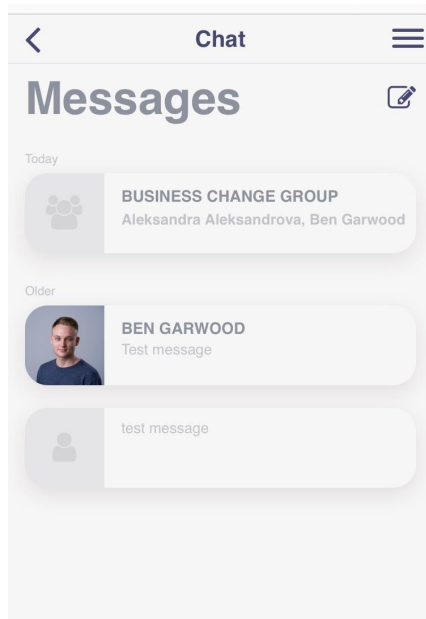 Chat
Messages
Today
BUSINESS CHANGE GROUP
Aleksandra Aleksandrova, Ben Garwood
Older
BEN GARWOOD
Test message
test message